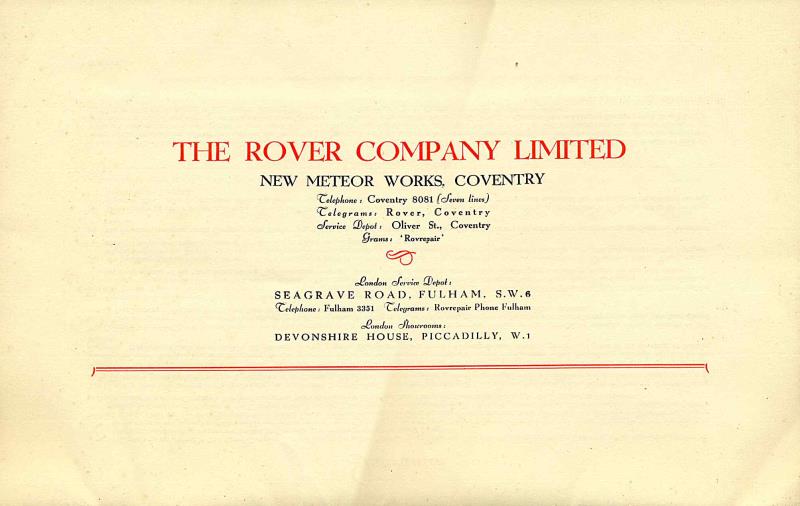 THE ROVER COMPANY LIMITED
NEW METEOR WORKS, COVENTRY
Telephone: Coventry 8081 (Seven lines)
Telegrams: Rover, Coventry
Service Depot: Oliver St., Coventry
Grams: 'Rovrepair'
London Service Depot:
SEAGRAVE ROAD, FULHAM, S.W.6
Telephone: Fulham 3351 Telegrams: Rovrepair Phone Fulham
London Showrooms:
DEVONSHIRE HOUSE, PICCADILLY, W.1